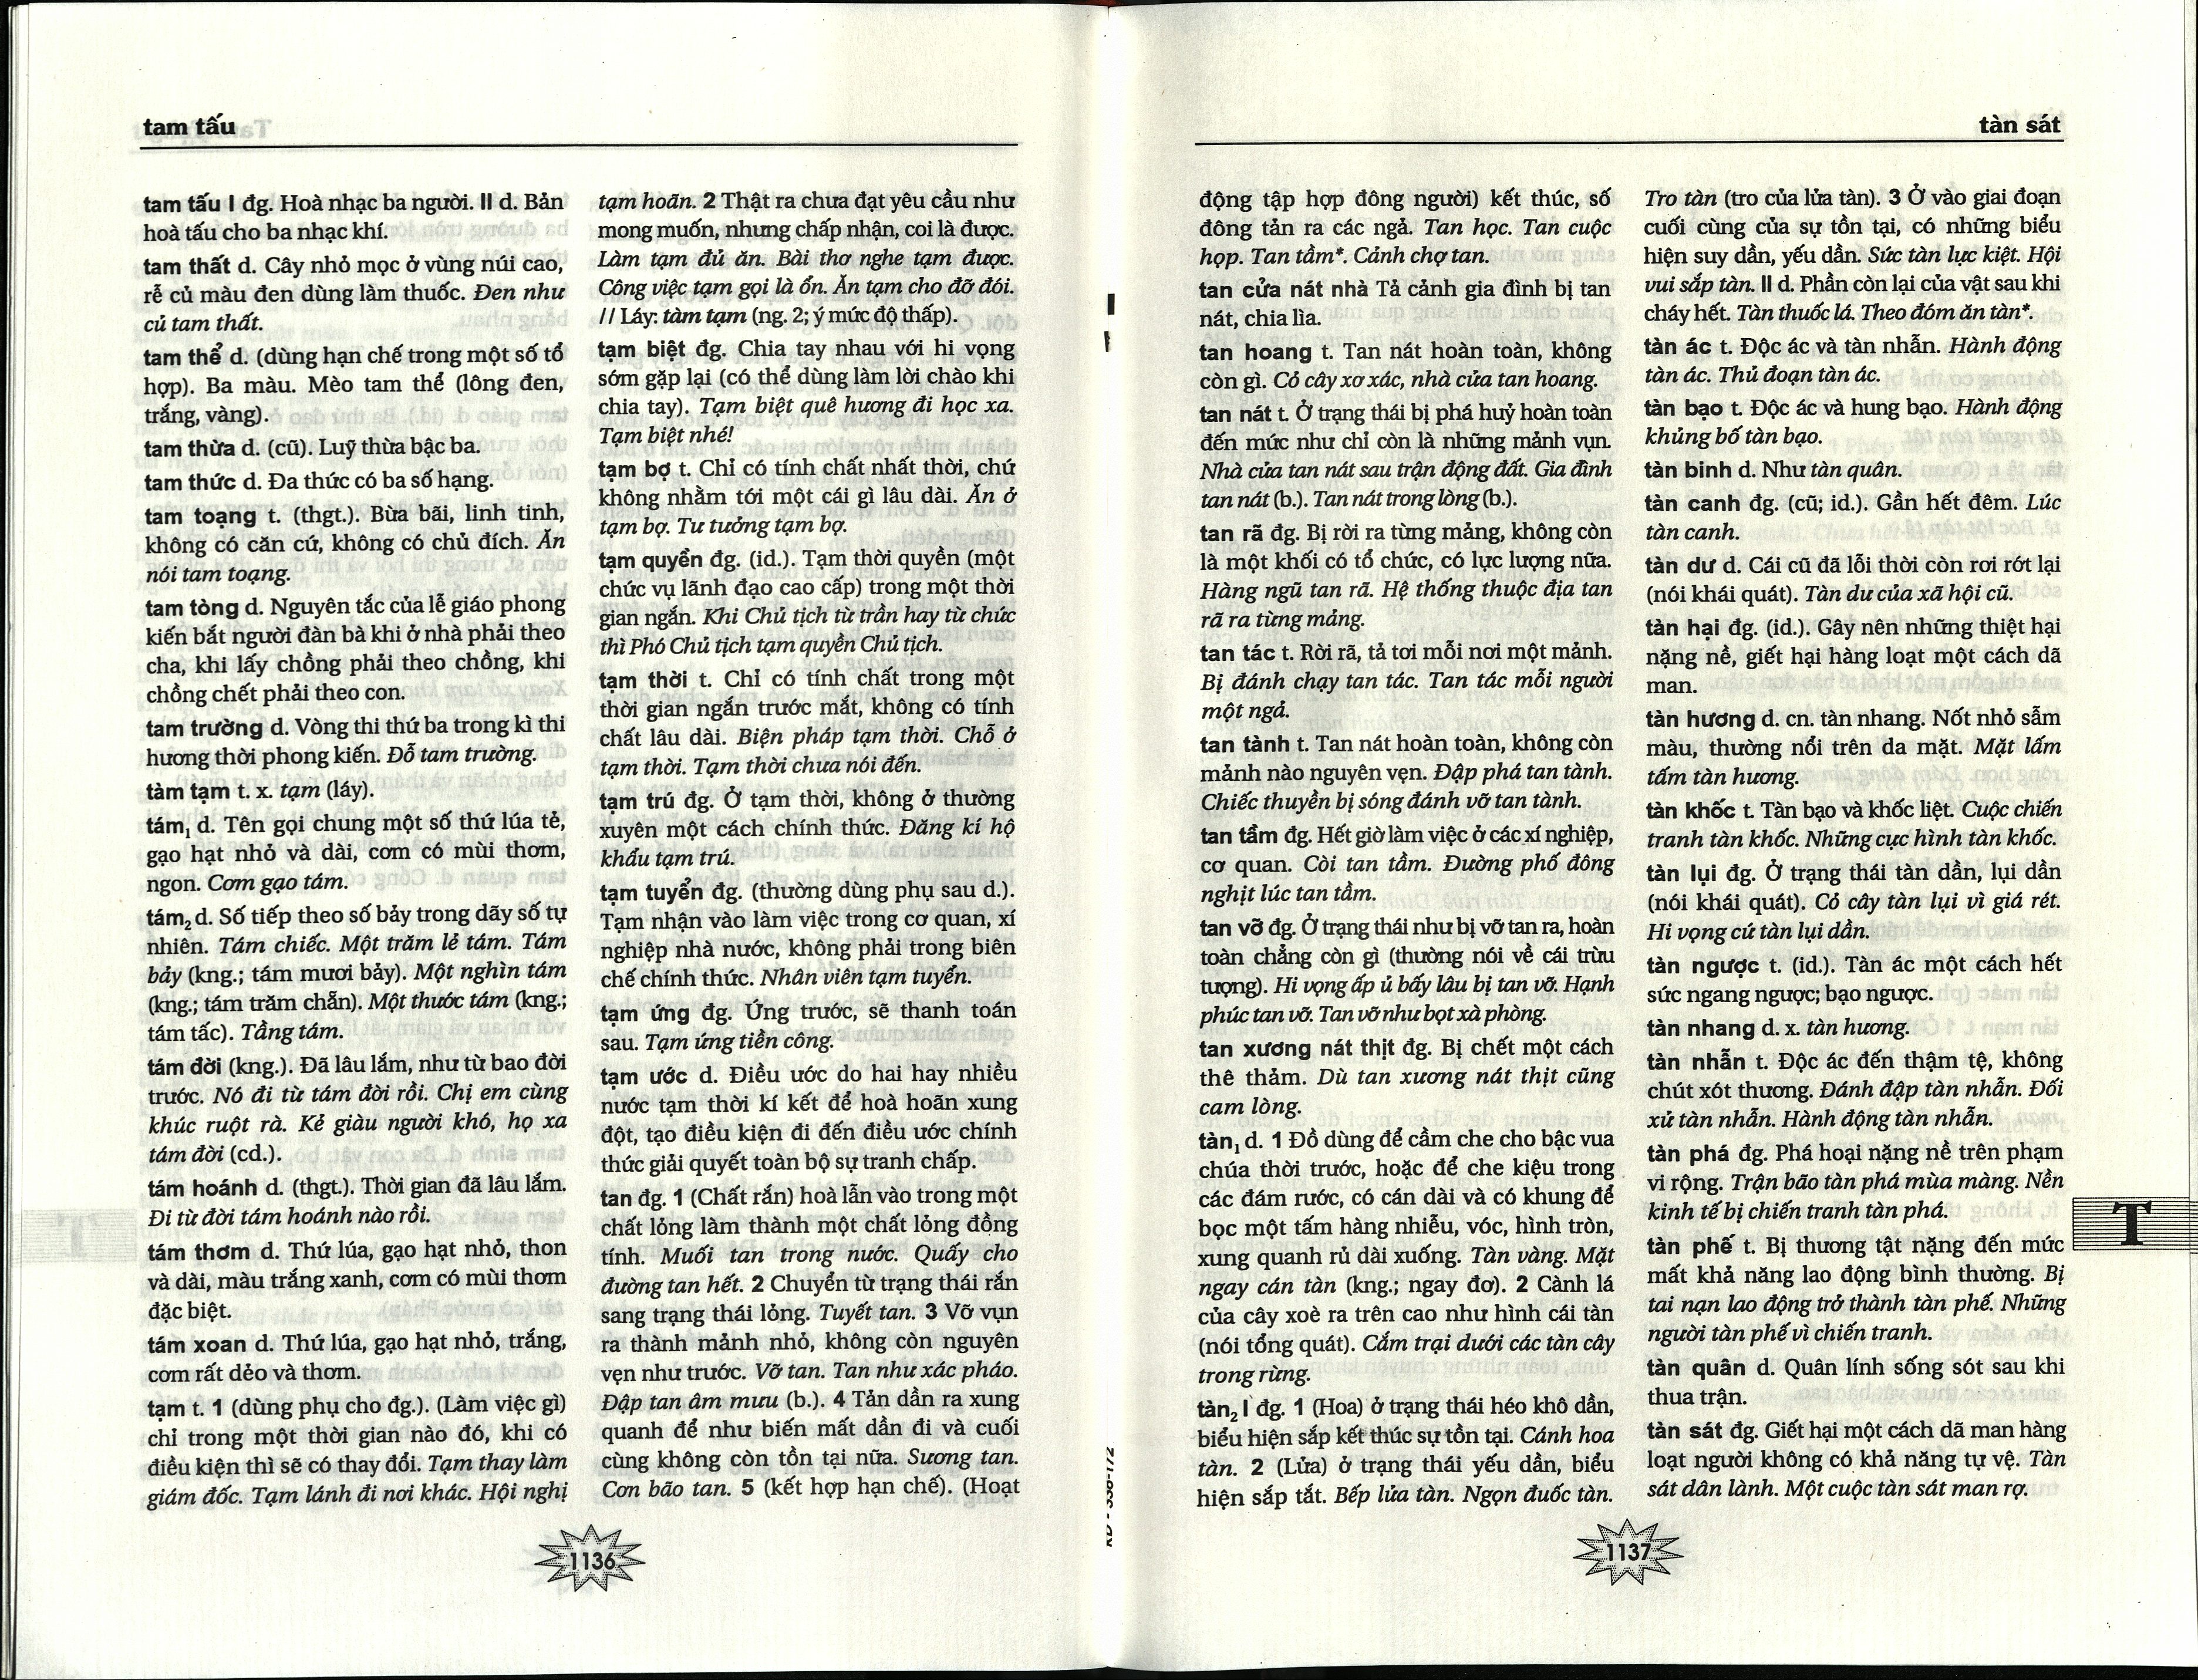 tam tấu
tam tấu I đg. Hoà nhạc ba người. II d. Bản
hoà tấu cho ba nhạc khí.
tam thất d. Cây nhỏ mọc ở vùng núi cao,
rễ củ màu đen dùng làm thuốc. Đen như
củ tam thất.
tam thể d. (dùng hạn chế trong một số tổ
hợp). Ba màu. Mèo tam thể (lông đen,
trắng, vàng).
tam thừa d. (cũ). Luỹ thừa bậc ba.
tam thức d. Đa thức có ba số hạng.
tam toạng t. (thgt.). Bừa bãi, linh tinh,
không có căn cứ, không có chủ đích. Ăn
nói tam toạng.
tam tòng d. Nguyên tắc của lễ giáo phong
kiến bắt người đàn bà khi ở nhà phải theo
cha, khi lấy chồng phải theo chồng, khi
chồng chết phải theo con.
tam trường d. Vòng thi thứ ba trong kì thi
hương thời phong kiến. Đỗ tam trường.
tàm tạm t. x. tạm (láy).
tám₁ d. Tên gọi chung một số thứ lúa tẻ,
gạo hạt nhỏ và dài, cơm có mùi thơm,
ngon. Cơm gạo tám.
tám₂ d. Số tiếp theo số bảy trong dãy số tự
nhiên. Tám chiếc. Một trăm lẻ tám. Tám
bảy (kng.; tám mươi bảy). Một nghìn tám
(kng.; tám trăm chẵn). Một thước tám (kng.;
tám tấc). Tầng tám.
tám đời (kng.). Đã lâu lắm, như từ bao đời
trước. Nó đi từ tám đời rồi. Chị em cùng
khúc ruột rà. Kẻ giàu người khó, họ xa
tám đời (cd.).
tám hoánh d. (thgt.). Thời gian đã lâu lắm.
Đi từ đời tám hoánh nào rồi.
tám thơm d. Thứ lúa, gạo hạt nhỏ, thon
và dài, màu trắng xanh, cơm có mùi thơm
đặc biệt.
tám xoan d. Thứ lúa, gạo hạt nhỏ, trắng,
cơm rất dẻo và thơm.
tạm t. 1 (dùng phụ cho đg.). (Làm việc gì)
chỉ trong một thời gian nào đó, khi có
điều kiện thì sẽ có thay đổi. Tạm thay làm
giám đốc. Tạm lánh đi nơi khác. Hội nghị
tạm hoãn. 2 Thật ra chưa đạt yêu cầu như
mong muốn, nhưng chấp nhận, coi là được.
Làm tạm đủ ăn. Bài thơ nghe tạm được.
Công việc tạm gọi là ổn. Ăn tạm cho đỡ đói.
// Láy: tàm tạm (ng. 2; ý mức độ thấp).
tạm biệt đg. Chia tay nhau với hi vọng
sớm gặp lại (có thể dùng làm lời chào khi
chia tay). Tạm biệt quê hương đi học xa.
Tạm biệt nhé!
tạm bợ t. Chỉ có tính chất nhất thời, chứ
không nhằm tới một cái gì lâu dài. Ăn ở
tạm bợ. Tư tưởng tạm bợ.
tạm quyền đg. (id.). Tạm thời quyền (một
chức vụ lãnh đạo cao cấp) trong một thời
gian ngắn. Khi Chủ tịch từ trần hay từ chức
thì Phó Chủ tịch tạm quyền Chủ tịch.
tạm thời t. Chỉ có tính chất trong một
thời gian ngắn trước mắt, không có tính
chất lâu dài. Biện pháp tạm thời. Chỗ ở
tạm thời. Tạm thời chưa nói đến.
tạm trú đg. Ở tạm thời, không ở thường
xuyên một cách chính thức. Đăng kí hộ
khẩu tạm trú.
tạm tuyển đg. (thường dùng phụ sau d.).
Tạm nhận vào làm việc trong cơ quan, xí
nghiệp nhà nước, không phải trong biên
chế chính thức. Nhân viên tạm tuyển.
tạm ứng đg. Ứng trước, sẽ thanh toán
sau. Tạm ứng tiền công.
tạm ước d. Điều ước do hai hay nhiều
nước tạm thời kí kết để hoà hoãn xung
đột, tạo điều kiện đi đến điều ước chính
thức giải quyết toàn bộ sự tranh chấp.
tan đg. 1 (Chất rắn) hoà lẫn vào trong một
chất lỏng làm thành một chất lỏng đồng
tính. Muối tan trong nước. Quấy cho
đường tan hết. 2 Chuyển từ trạng thái rắn
sang trạng thái lỏng. Tuyết tan. 3 Vỡ vụn
ra thành mảnh nhỏ, không còn nguyên
vẹn như trước. Vỡ tan. Tan như xác pháo.
Đập tan âm mưu (b.). 4 Tản dần ra xung
quanh để như biến mất dần đi và cuối
cùng không còn tồn tại nữa. Sương tan.
Cơn bão tan. 5 (kết hợp hạn chế). (Hoạt
1136
tàn sát
động tập hợp đông người) kết thúc, số
đông tản ra các ngả. Tan học. Tan cuộc
họp. Tan tầm*. Cảnh chợ tan.
tan cửa nát nhà Tả cảnh gia đình bị tan
nát, chia lìa.
tan hoang t. Tan nát hoàn toàn, không
còn gì. Cỏ cây xơ xác, nhà cửa tan hoang.
tan nát t. Ở trạng thái bị phá huỷ hoàn toàn
đến mức như chỉ còn là những mảnh vụn.
Nhà cửa tan nát sau trận động đất. Gia đình
tan nát (b.). Tan nát trong lòng (b.).
tan rã đg. Bị rời ra từng mảng, không còn
là một khối có tổ chức, có lực lượng nữa.
Hàng ngũ tan rã. Hệ thống thuộc địa tan
rã ra từng mảng.
tan tác t. Rời rã, tả tơi mỗi nơi một mảnh.
Bị đánh chạy tan tác. Tan tác mỗi người
một ngả.
tan tành t. Tan nát hoàn toàn, không còn
mảnh nào nguyên vẹn. Đập phá tan tành.
Chiếc thuyền bị sóng đánh vỡ tan tành.
tan tầm đg. Hết giờ làm việc ở các xí nghiệp,
cơ quan. Còi tan tầm. Đường phố đông
nghịt lúc tan tầm.
tan vỡ đg. Ở trạng thái như bị vỡ tan ra, hoàn
toàn chẳng còn gì (thường nói về cái trừu
tượng). Hi vọng ấp ủ bấy lâu bị tan vỡ. Hạnh
phúc tan vỡ. Tan vỡ như bọt xà phòng.
tan xương nát thịt đg. Bị chết một cách
thê thảm. Dù tan xương nát thịt cũng
cam lòng.
tàn₁ d. 1 Đồ dùng để cầm che cho bậc vua
chúa thời trước, hoặc để che kiệu trong
các đám rước, có cán dài và có khung để
bọc một tấm hàng nhiễu, vóc, hình tròn,
xung quanh rủ dài xuống. Tàn vàng. Mặt
ngay cán tàn (kng.; ngay đơ). 2 Cành lá
của cây xoè ra trên cao như hình cái tàn
(nói tổng quát). Cắm trại dưới các tàn cây
trong rừng.
tàn₂ I đg. 1 (Hoa) ở trạng thái héo khô dần,
biểu hiện sắp kết thúc sự tồn tại. Cánh hoa
tàn. 2 (Lửa) ở trạng thái yếu dần, biểu
hiện sắp tắt. Bếp lửa tàn. Ngọn đuốc tàn.
Tro tàn (tro của lửa tàn). 3 Ở vào giai đoạn
cuối cùng của sự tồn tại, có những biểu
hiện suy dần, yếu dần. Sức tàn lực kiệt. Hội
vui sắp tàn. II d. Phần còn lại của vật sau khi
cháy hết. Tàn thuốc lá. Theo đóm ăn tàn*.
tàn ác t. Độc ác và tàn nhẫn. Hành động
tàn ác. Thủ đoạn tàn ác.
tàn bạo t. Độc ác và hung bạo. Hành động
khủng bố tàn bạo.
tàn binh d. Như tàn quân.
tàn canh đg. (cũ; id.). Gần hết đêm. Lúc
tàn canh.
tàn dư d. Cái cũ đã lỗi thời còn rơi rớt lại
(nói khái quát). Tàn dư của xã hội cũ.
tàn hại đg. (id.). Gây nên những thiệt hại
nặng nề, giết hại hàng loạt một cách dã
man.
tàn hương d. cn. tàn nhang. Nốt nhỏ sẫm
màu, thường nổi trên da mặt. Mặt lấm
tấm tàn hương.
tàn khốc t. Tàn bạo và khốc liệt. Cuộc chiến
tranh tàn khốc. Những cực hình tàn khốc.
tàn lụi đg. Ở trạng thái tàn dần, lụi dần
(nói khái quát). Cỏ cây tàn lụi vì giá rét.
Hi vọng cứ tàn lụi dần.
tàn ngược t. (id.). Tàn ác một cách hết
sức ngang ngược; bạo ngược.
tàn nhang d. x. tàn hương.
tàn nhẫn t. Độc ác đến thậm tệ, không
chút xót thương. Đánh đập tàn nhẫn. Đối
xử tàn nhẫn. Hành động tàn nhẫn.
tàn phá đg. Phá hoại nặng nề trên phạm
vi rộng. Trận bão tàn phá mùa màng. Nền
kinh tế bị chiến tranh tàn phá.
tàn phế t. Bị thương tật nặng đến mức
mất khả năng lao động bình thường. Bị
tai nạn lao động trở thành tàn phế. Những
người tàn phế vì chiến tranh.
tàn quân d. Quân lính sống sót sau khi
thua trận.
tàn sát đg. Giết hại một cách dã man hàng
loạt người không có khả năng tự vệ. Tàn
sát dân lành. Một cuộc tàn sát man rợ.
T
1137